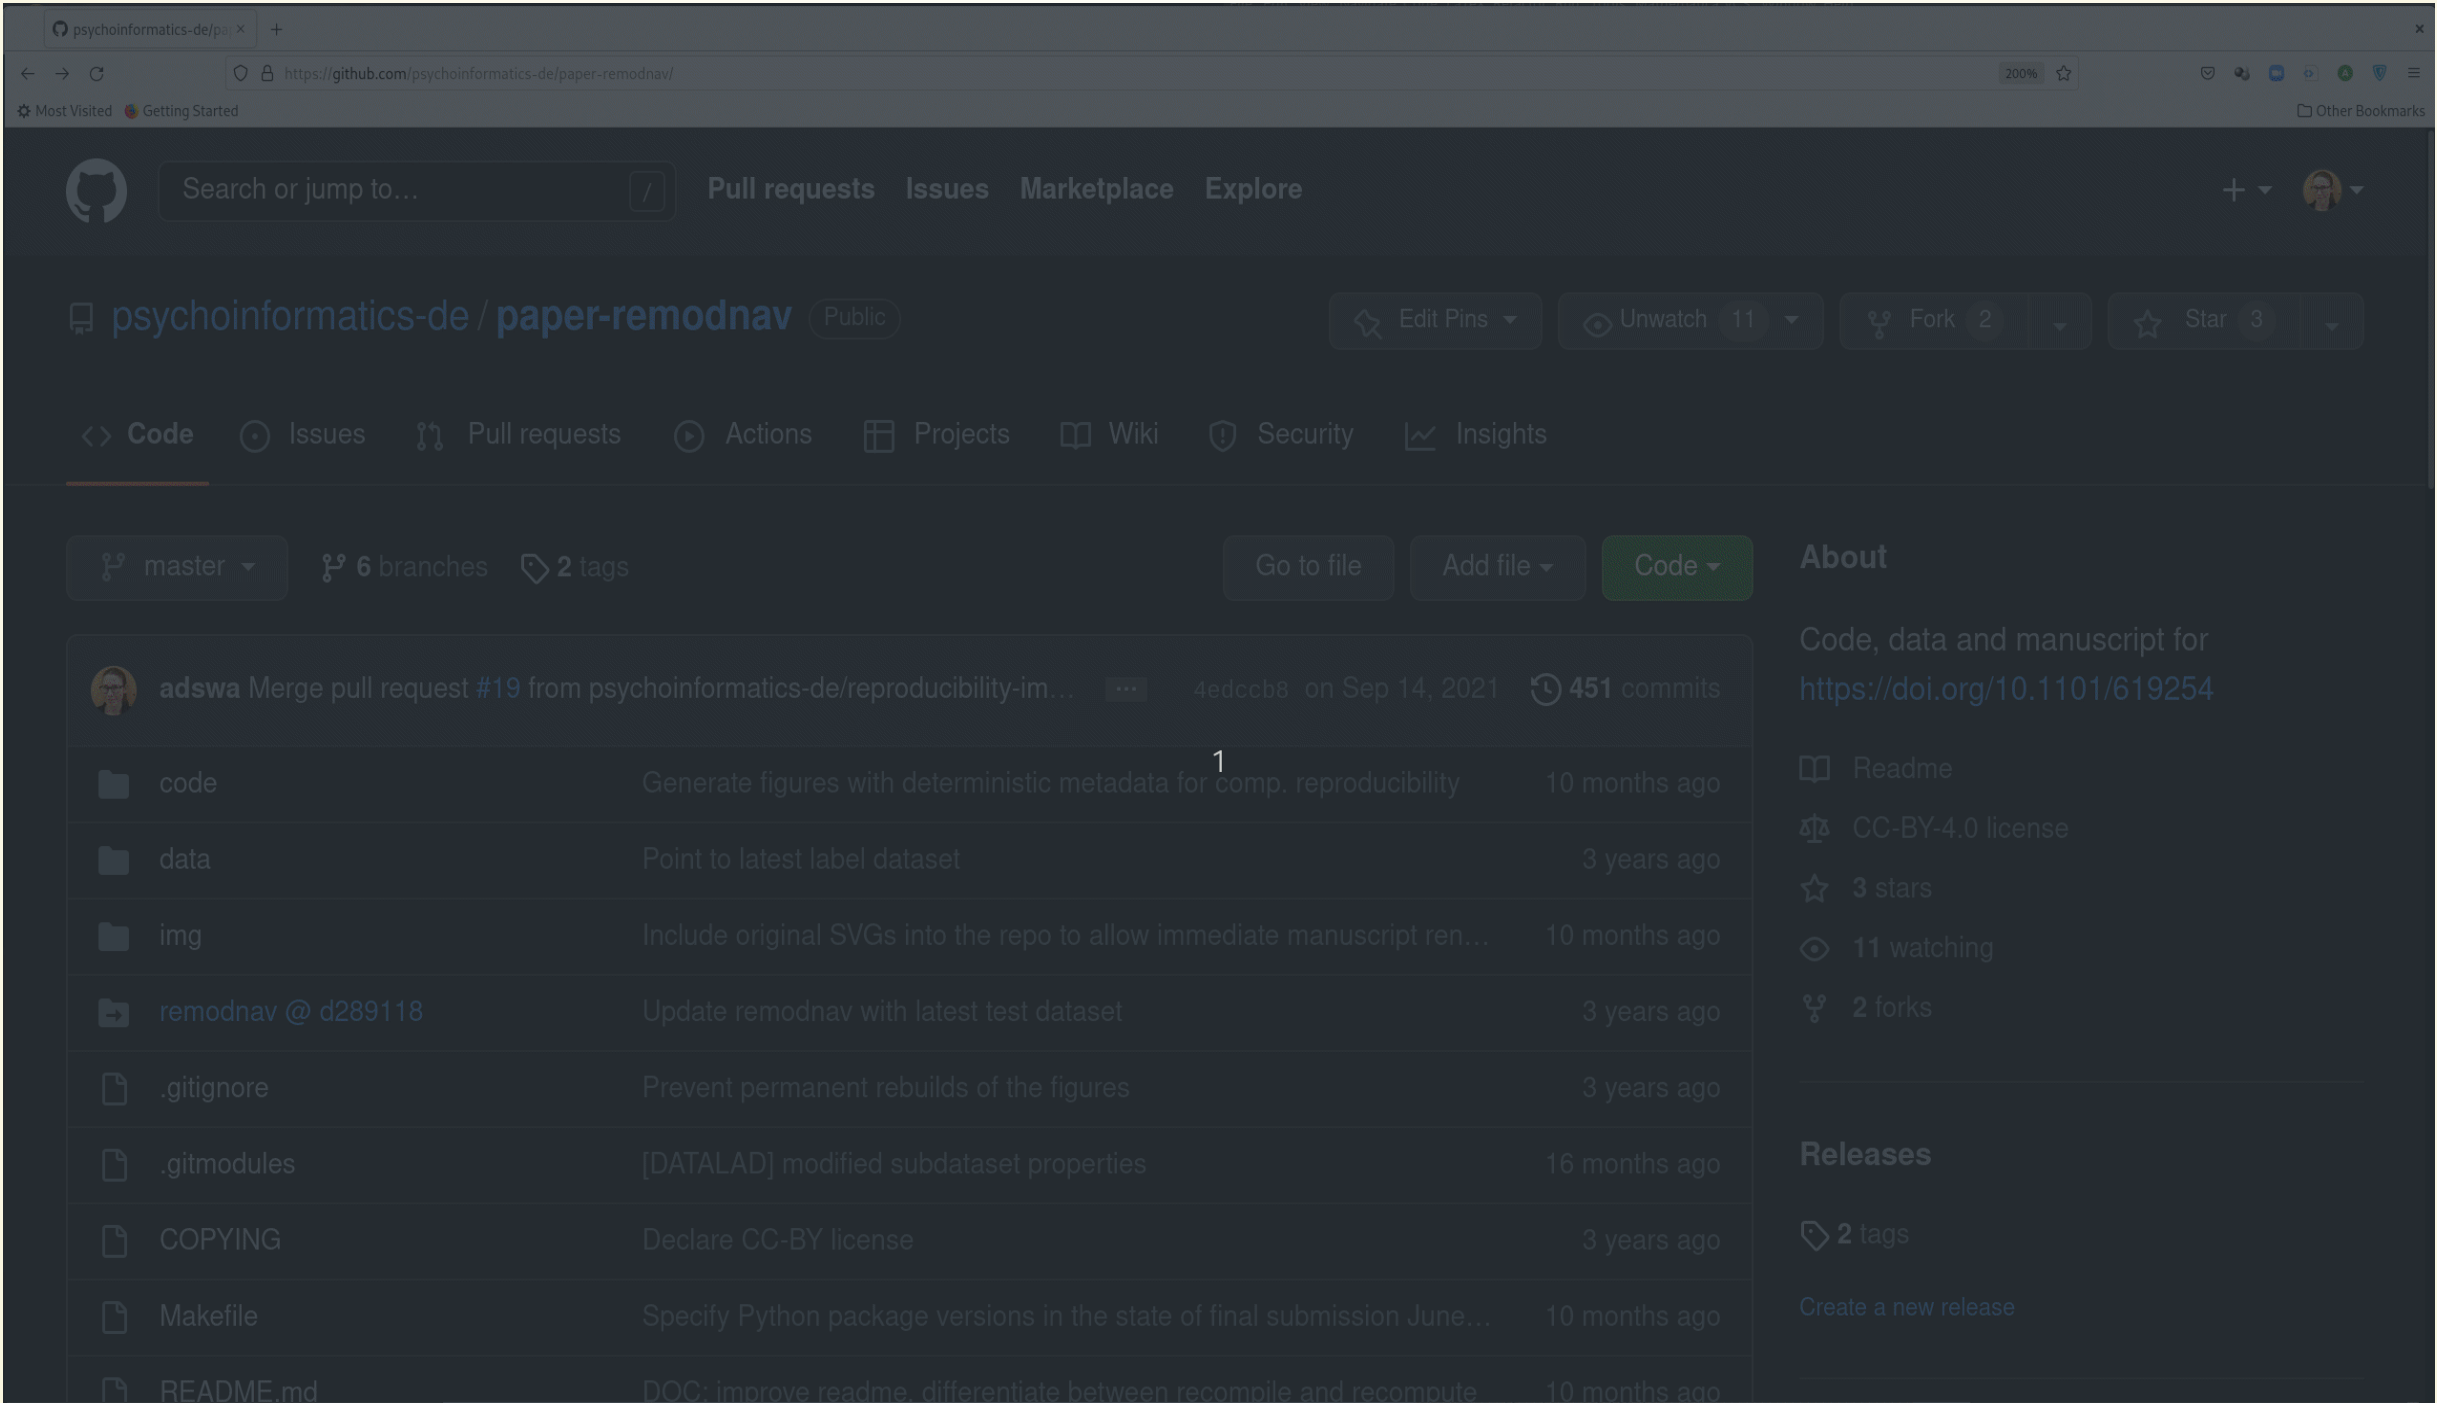 psychoinformatics-de/pa
https://github.com/psychoinformatics-de/paper-remodnav/ 200%
Most Visited Getting Started Other Bookmarks
Search or jump to… / Pull requests Issues Marketplace Explore
psychoinformatics-de / paper-remodnav Public Edit Pins Unwatch 11 Fork 2 Star 3
Code Issues Pull requests Actions Projects Wiki Security Insights
master 6 branches 2 tags Go to file Add file Code
adswa Merge pull request #19 from psychoinformatics-de/reproducibility-im… ... 4edccb8 on Sep 14, 2021 451 commits
1
code Generate figures with deterministic metadata for comp. reproducibility 10 months ago
data Point to latest label dataset 3 years ago
img Include original SVGs into the repo to allow immediate manuscript ren… 10 months ago
remodnav @ d289118 Update remodnav with latest test dataset 3 years ago
.gitignore Prevent permanent rebuilds of the figures 3 years ago
.gitmodules [DATALAD] modified subdataset properties 16 months ago
COPYING Declare CC-BY license 3 years ago
Makefile Specify Python package versions in the state of final submission June… 10 months ago
README.md DOC: improve readme, differentiate between recompile and recompute 10 months ago
About
Code, data and manuscript for
https://doi.org/10.1101/619254
Readme
CC-BY-4.0 license
3 stars
11 watching
2 forks
Releases
2 tags
Create a new release